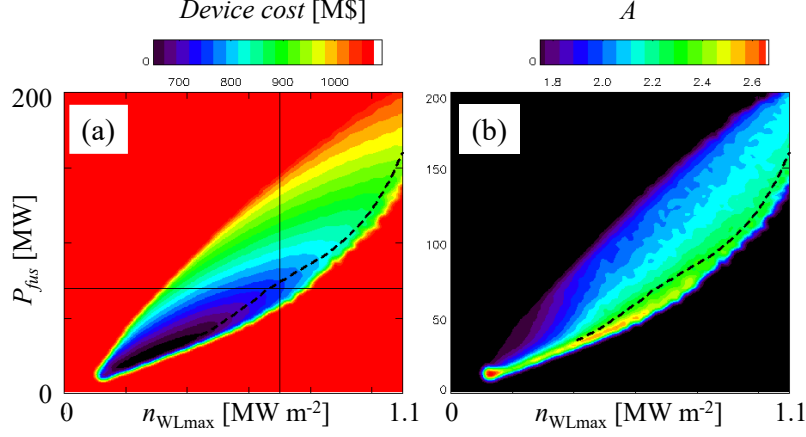 Device cost [M$]
A
0
700 800 900 1000
0
1.8 2.0 2.2 2.4 2.6
200
(a)
P_fus [MW]
0
0
n_WLmax [MW m^-2]
1.1
200
(b)
150
100
50
0
0
n_WLmax [MW m^-2]
1.1